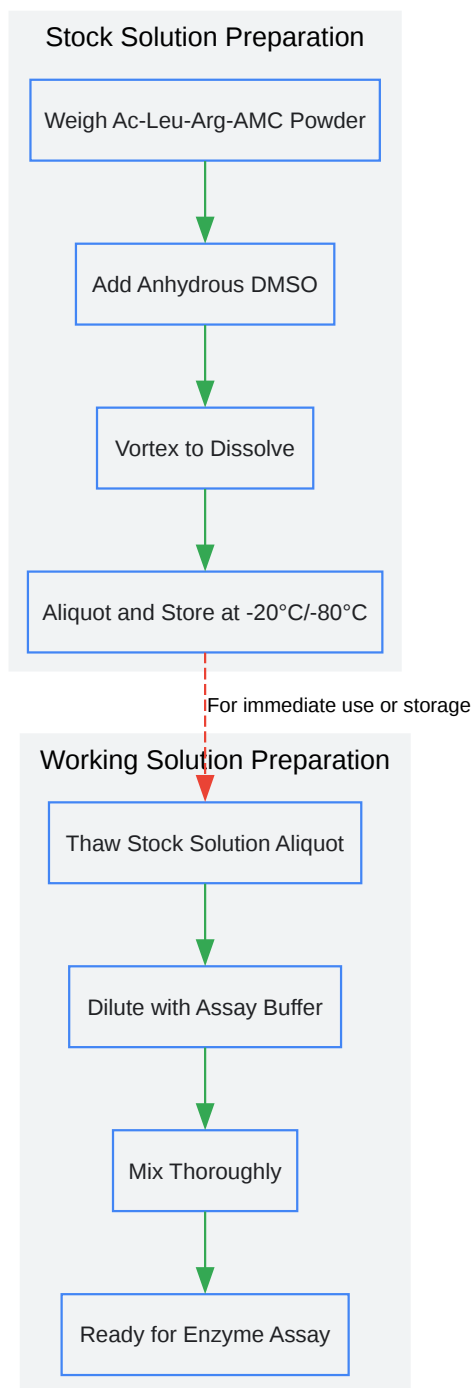 Stock Solution Preparation
Weigh Ac-Leu-Arg-AMC Powder
Add Anhydrous DMSO
Vortex to Dissolve
Aliquot and Store at -20°C/-80°C
For immediate use or storage
Working Solution Preparation
Thaw Stock Solution Aliquot
Dilute with Assay Buffer
Mix Thoroughly
Ready for Enzyme Assay